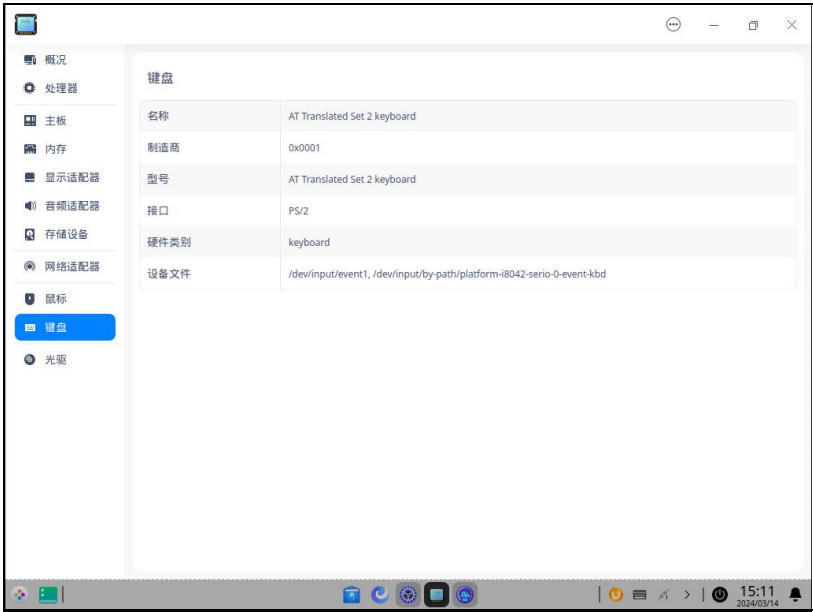 概况
处理器
主板
内存
显示适配器
音频适配器
存储设备
网络适配器
鼠标
键盘
光驱
键盘
名称 AT Translated Set 2 keyboard
制造商 0x0001
型号 AT Translated Set 2 keyboard
接口 PS/2
硬件类别 keyboard
设备文件 /dev/input/event1, /dev/input/by-path/platform-i8042-serio-0-event-kbd
15:11
2024/03/14